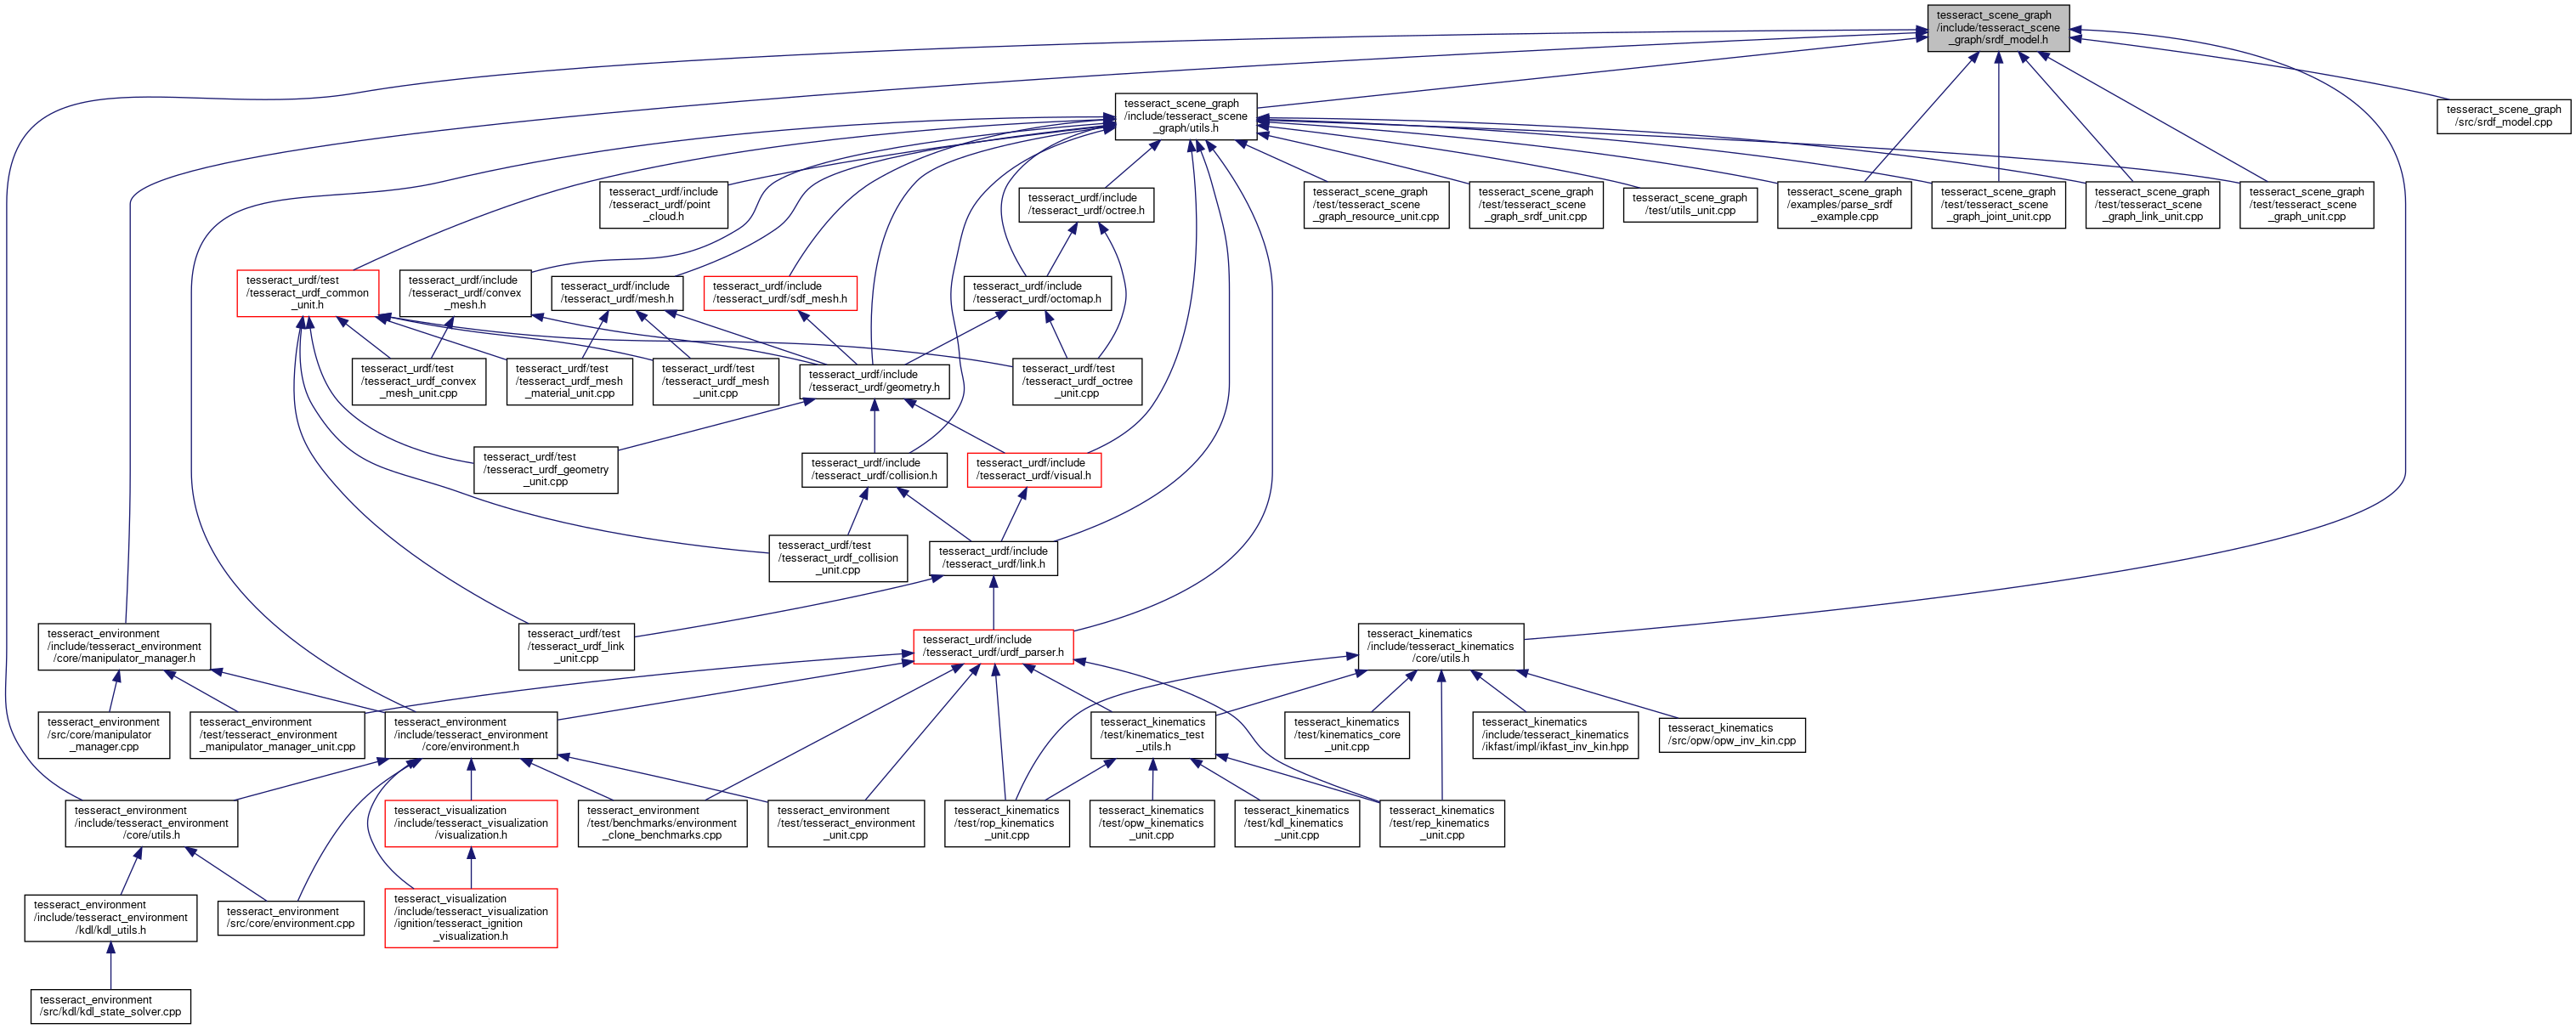 tesseract_scene_graph
/include/tesseract_scene
_graph/srdf_model.h
tesseract_scene_graph
/include/tesseract_scene
_graph/utils.h
tesseract_scene_graph
/src/srdf_model.cpp
tesseract_urdf/include
/tesseract_urdf/point
_cloud.h
tesseract_urdf/include
/tesseract_urdf/octree.h
tesseract_scene_graph
/test/tesseract_scene
_graph_resource_unit.cpp
tesseract_scene_graph
/test/tesseract_scene
_graph_srdf_unit.cpp
tesseract_scene_graph
/test/utils_unit.cpp
tesseract_scene_graph
/examples/parse_srdf
_example.cpp
tesseract_scene_graph
/test/tesseract_scene
_graph_joint_unit.cpp
tesseract_scene_graph
/test/tesseract_scene
_graph_link_unit.cpp
tesseract_scene_graph
/test/tesseract_scene
_graph_unit.cpp
tesseract_urdf/test
/tesseract_urdf_common
_unit.h
tesseract_urdf/include
/tesseract_urdf/convex
_mesh.h
tesseract_urdf/include
/tesseract_urdf/mesh.h
tesseract_urdf/include
/tesseract_urdf/sdf_mesh.h
tesseract_urdf/include
/tesseract_urdf/octomap.h
tesseract_urdf/test
/tesseract_urdf_convex
_mesh_unit.cpp
tesseract_urdf/test
/tesseract_urdf_mesh
_material_unit.cpp
tesseract_urdf/test
/tesseract_urdf_mesh
_unit.cpp
tesseract_urdf/include
/tesseract_urdf/geometry.h
tesseract_urdf/test
/tesseract_urdf_octree
_unit.cpp
tesseract_urdf/test
/tesseract_urdf_geometry
_unit.cpp
tesseract_urdf/include
/tesseract_urdf/collision.h
tesseract_urdf/include
/tesseract_urdf/visual.h
tesseract_urdf/test
/tesseract_urdf_collision
_unit.cpp
tesseract_urdf/include
/tesseract_urdf/link.h
tesseract_environment
/include/tesseract_environment
/core/manipulator_manager.h
tesseract_urdf/test
/tesseract_urdf_link
_unit.cpp
tesseract_urdf/include
/tesseract_urdf/urdf_parser.h
tesseract_kinematics
/include/tesseract_kinematics
/core/utils.h
tesseract_environment
/src/core/manipulator
_manager.cpp
tesseract_environment
/test/tesseract_environment
_manipulator_manager_unit.cpp
tesseract_environment
/include/tesseract_environment
/core/environment.h
tesseract_kinematics
/test/kinematics_test
_utils.h
tesseract_kinematics
/test/kinematics_core
_unit.cpp
tesseract_kinematics
/include/tesseract_kinematics
/ikfast/impl/ikfast_inv_kin.hpp
tesseract_kinematics
/src/opw/opw_inv_kin.cpp
tesseract_environment
/include/tesseract_environment
/core/utils.h
tesseract_visualization
/include/tesseract_visualization
/visualization.h
tesseract_environment
/test/benchmarks/environment
_clone_benchmarks.cpp
tesseract_environment
/test/tesseract_environment
_unit.cpp
tesseract_kinematics
/test/rop_kinematics
_unit.cpp
tesseract_kinematics
/test/opw_kinematics
_unit.cpp
tesseract_kinematics
/test/kdl_kinematics
_unit.cpp
tesseract_kinematics
/test/rep_kinematics
_unit.cpp
tesseract_environment
/include/tesseract_environment
/kdl/kdl_utils.h
tesseract_environment
/src/core/environment.cpp
tesseract_visualization
/include/tesseract_visualization
/ignition/tesseract_ignition
_visualization.h
tesseract_environment
/src/kdl/kdl_state_solver.cpp